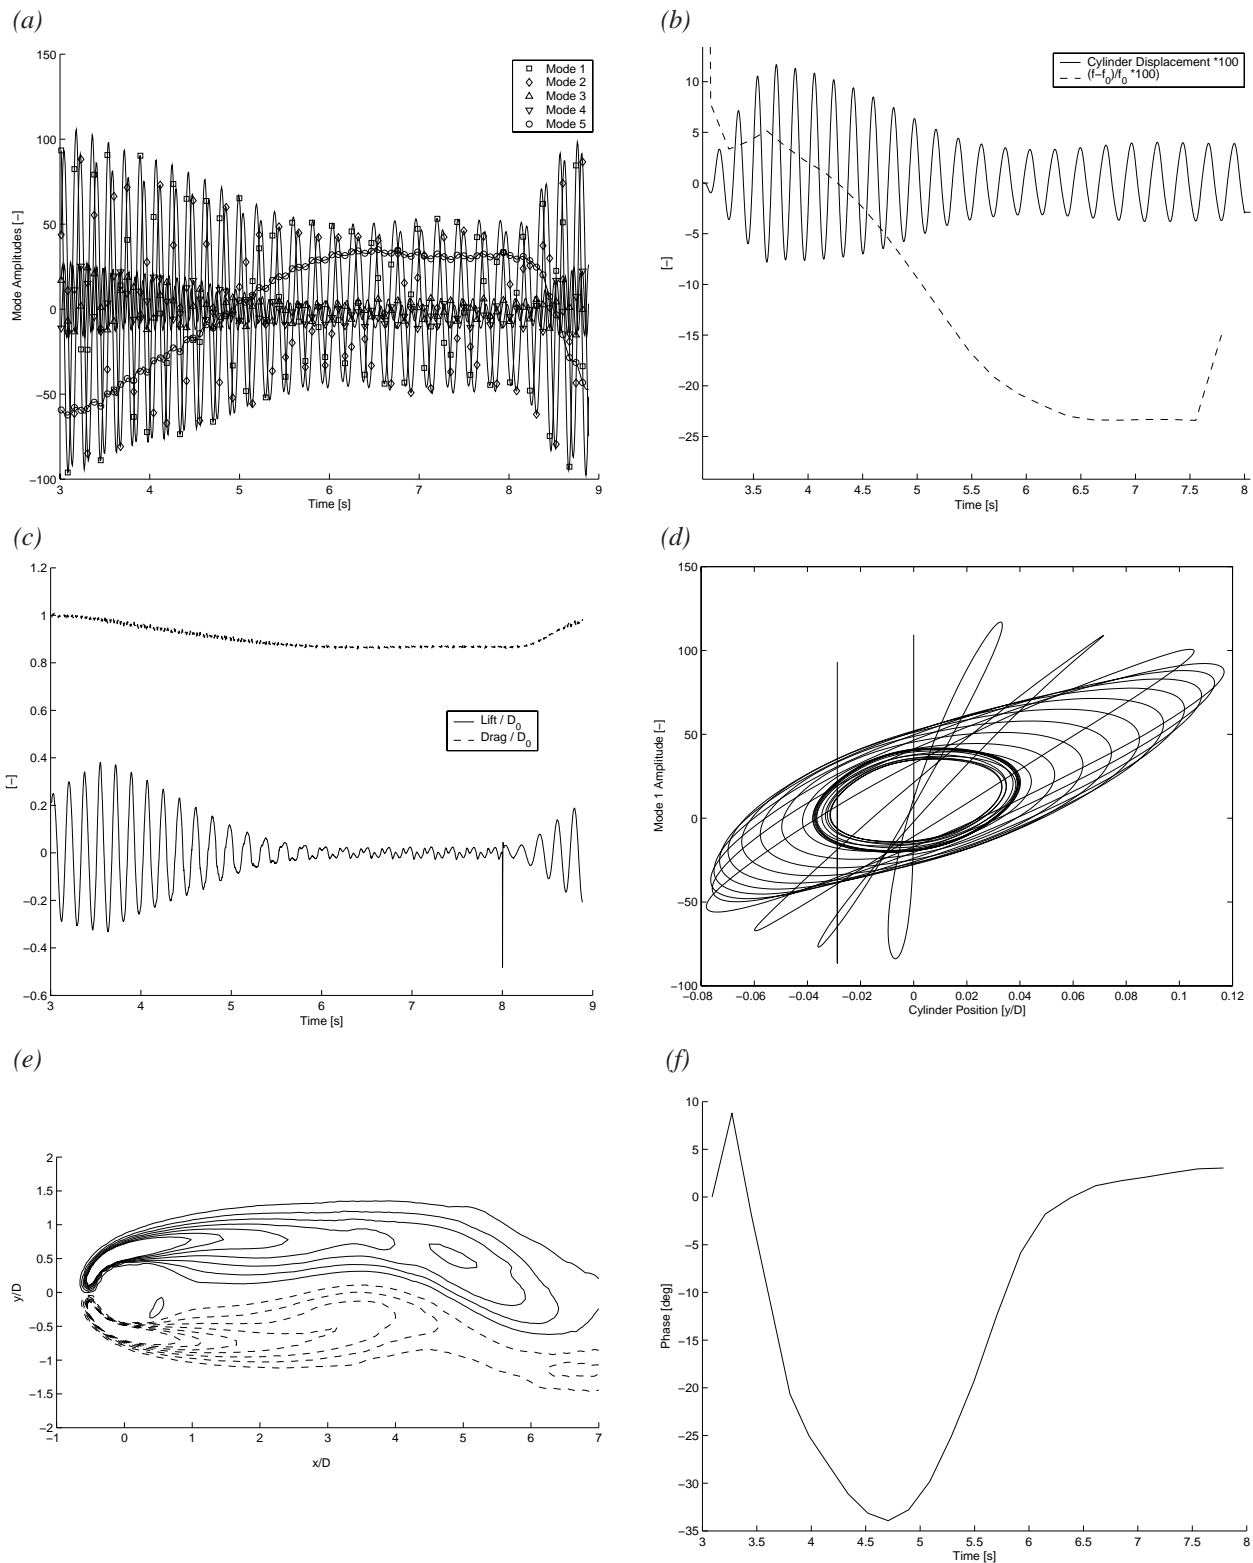 (a)
150
100
50
0
−50
−100
3 4 5 6 7 8 9
Mode Amplitudes [−]
Time [s]
Mode 1
Mode 2
Mode 3
Mode 4
Mode 5
(b)
10
5
0
−5
−10
−15
−20
−25
3.5 4 4.5 5 5.5 6 6.5 7 7.5 8
[−]
Time [s]
Cylinder Displacement *100
(f−f0)/f0 *100)
(c)
1.2
1
0.8
0.6
0.4
0.2
0
−0.2
−0.4
−0.6
3 4 5 6 7 8 9
[−]
Time [s]
Lift / D0
Drag / D0
(d)
150
100
50
0
−50
−100
−0.08 −0.06 −0.04 −0.02 0 0.02 0.04 0.06 0.08 0.1 0.12
Mode 1 Amplitude [−]
Cylinder Position [y/D]
(e)
2
1.5
1
0.5
0
−0.5
−1
−1.5
−2
−1 0 1 2 3 4 5 6 7
y/D
x/D
(f)
10
5
0
−5
−10
−15
−20
−25
−30
−35
3 3.5 4 4.5 5 5.5 6 6.5 7 7.5 8
Phase [deg]
Time [s]